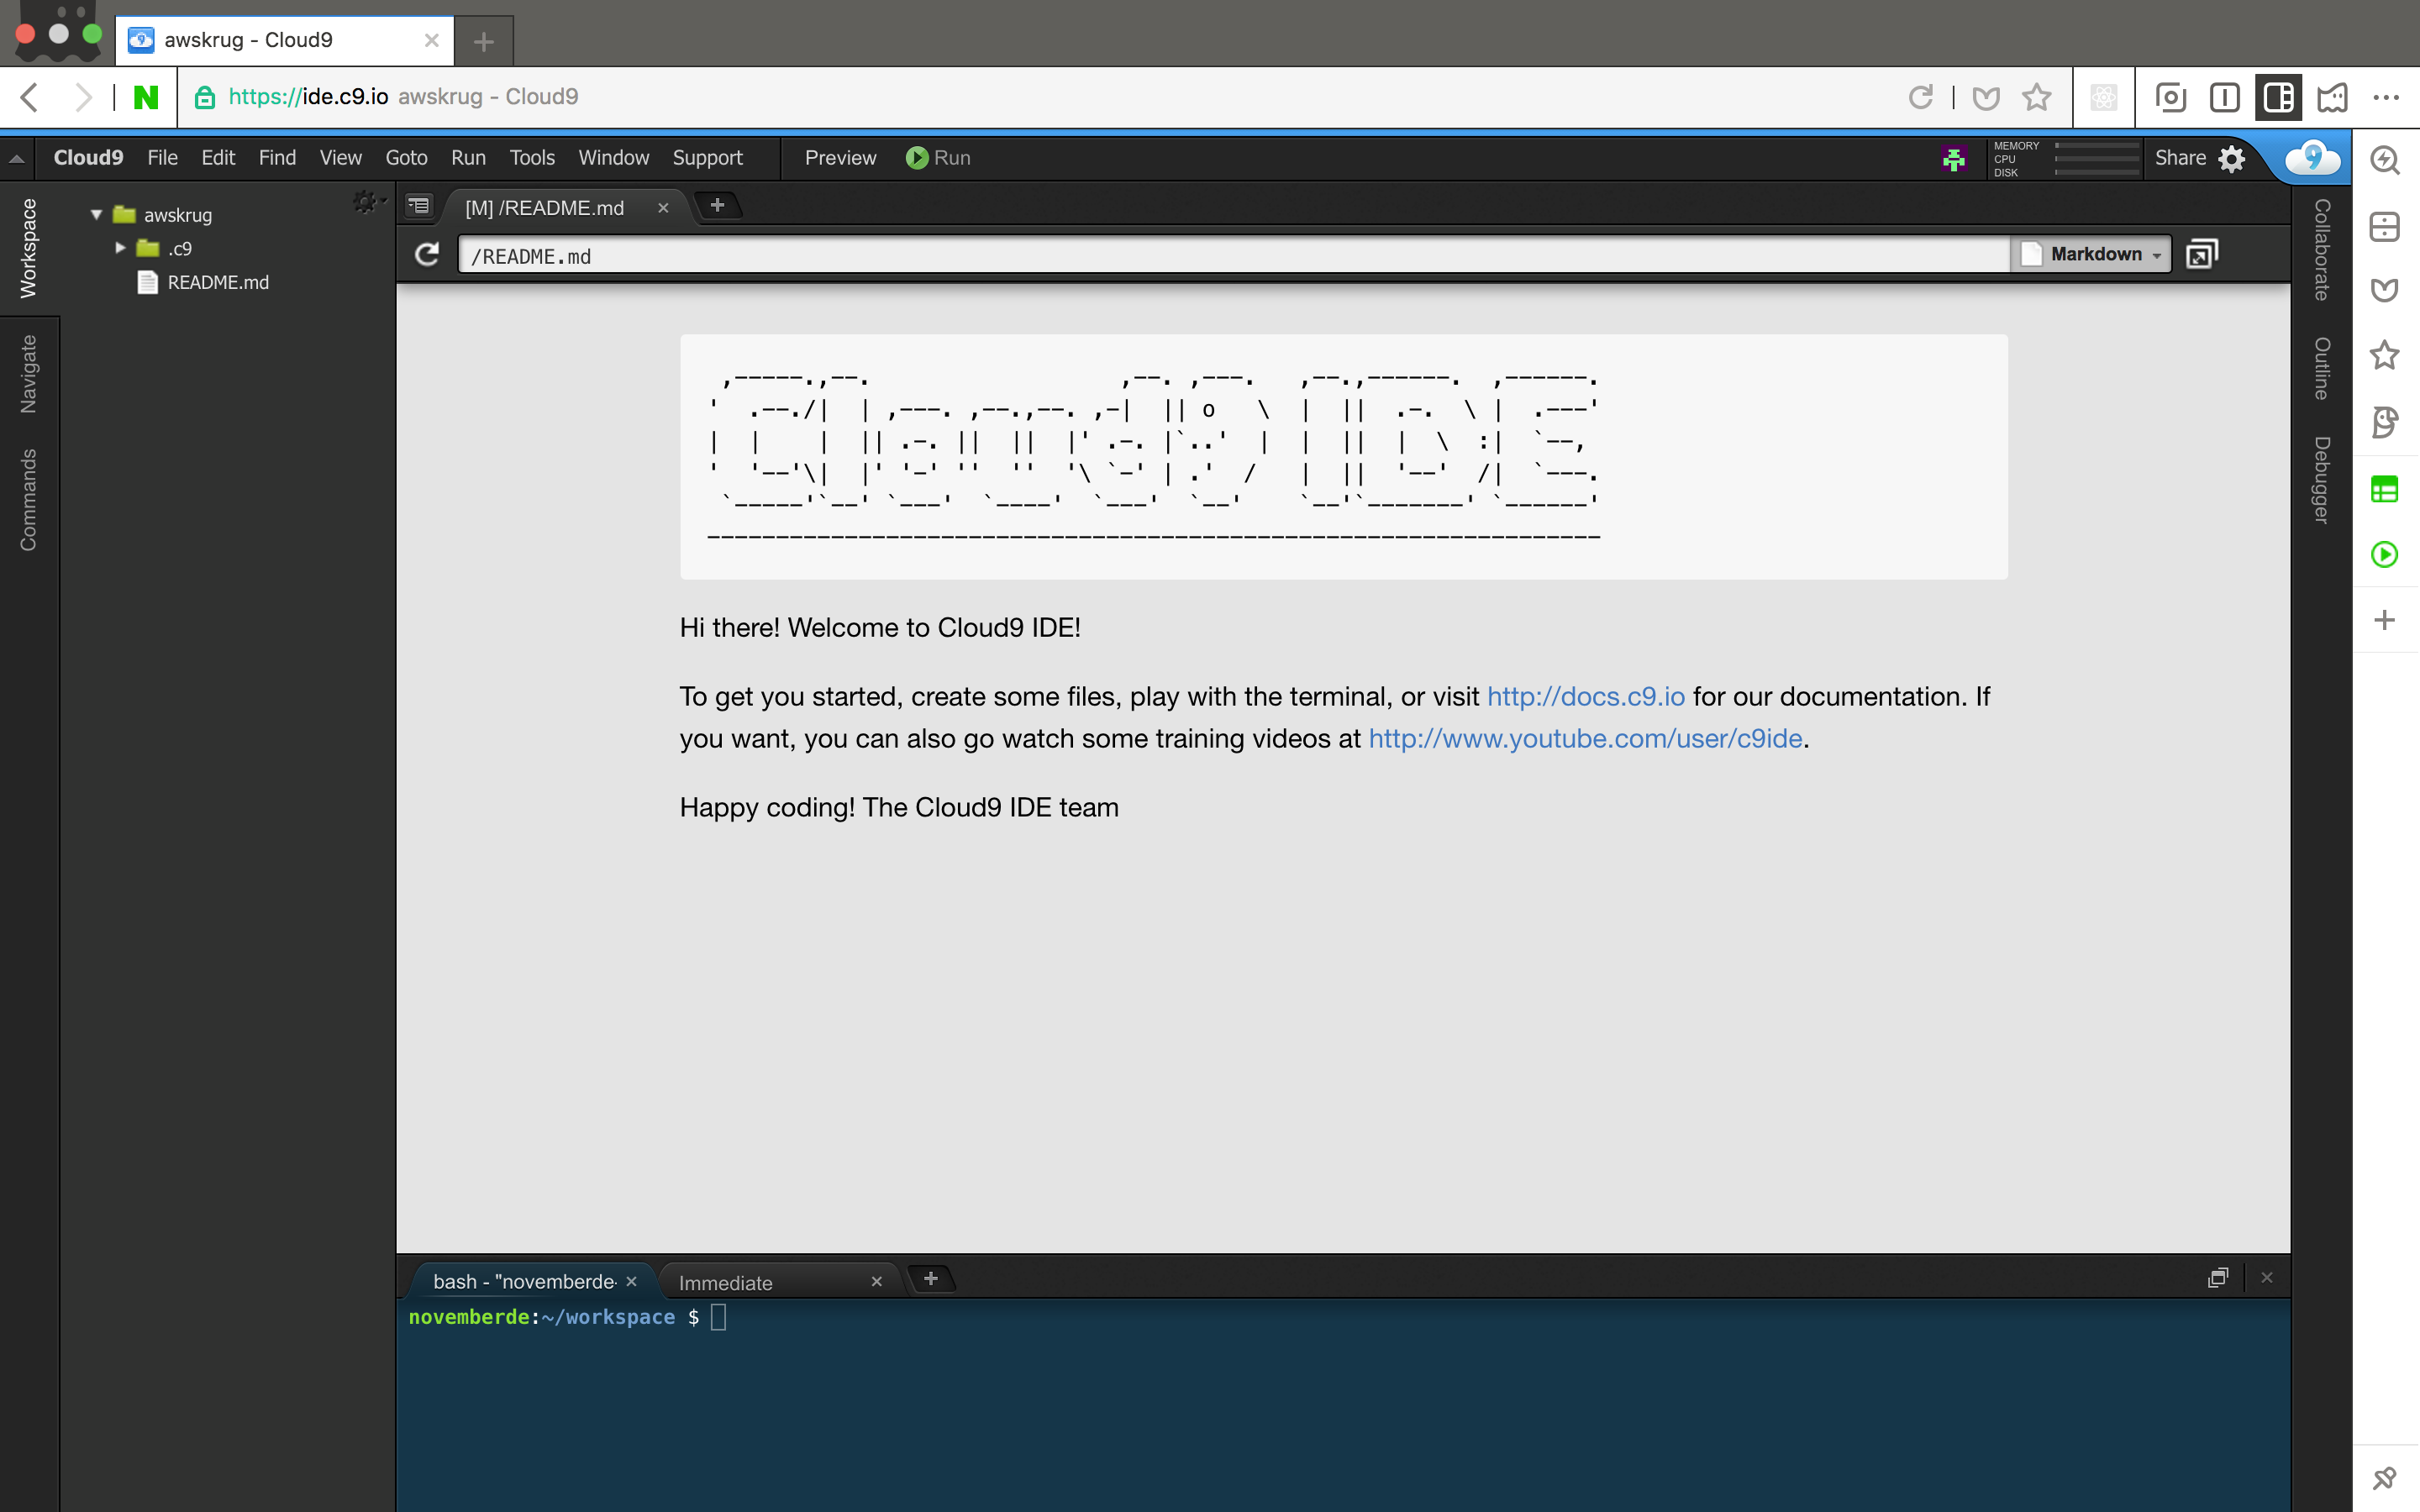 awskrug - Cloud9
https://ide.c9.io awskrug - Cloud9
Cloud9 File Edit Find View Goto Run Tools Window Support Preview Run
MEMORY
CPU
DISK
Share
Workspace
Navigate
Commands
awskrug
.c9
README.md
[M] /README.md
/README.md
Markdown
Cloud9 IDE
Hi there! Welcome to Cloud9 IDE!
To get you started, create some files, play with the terminal, or visit http://docs.c9.io for our documentation. If
you want, you can also go watch some training videos at http://www.youtube.com/user/c9ide.
Happy coding! The Cloud9 IDE team
Collaborate
Outline
Debugger
bash - "novemberde-
Immediate
novemberde:~/workspace $